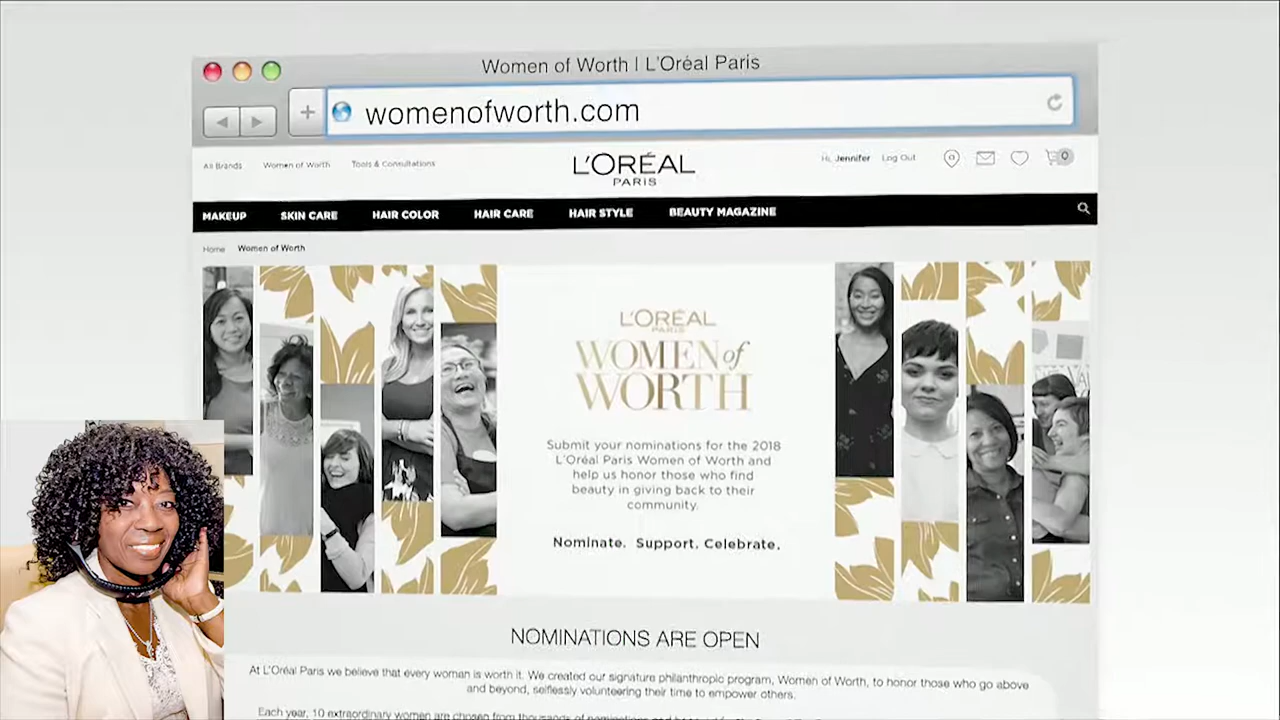 Women of Worth | L'Oréal Paris
womenofworth.com
All Brands Women of Worth Tools & Consultations
L'ORÉAL
PARIS
Hi, Jennifer Log Out 0
MAKEUP SKIN CARE HAIR COLOR HAIR CARE HAIR STYLE BEAUTY MAGAZINE
Home Women of Worth
L'ORÉAL
PARIS
WOMEN of
WORTH
Submit your nominations for the 2018
L'Oréal Paris Women of Worth and
help us honor those who find
beauty in giving back to their
community.
Nominate. Support. Celebrate.
NOMINATIONS ARE OPEN
At L'Oréal Paris we believe that every woman is worth it. We created our signature philanthropic program, Women of Worth, to honor those who go above
and beyond, selflessly volunteering their time to empower others.
Each year, 10 extraordinary women are chosen from thousands of nominations and